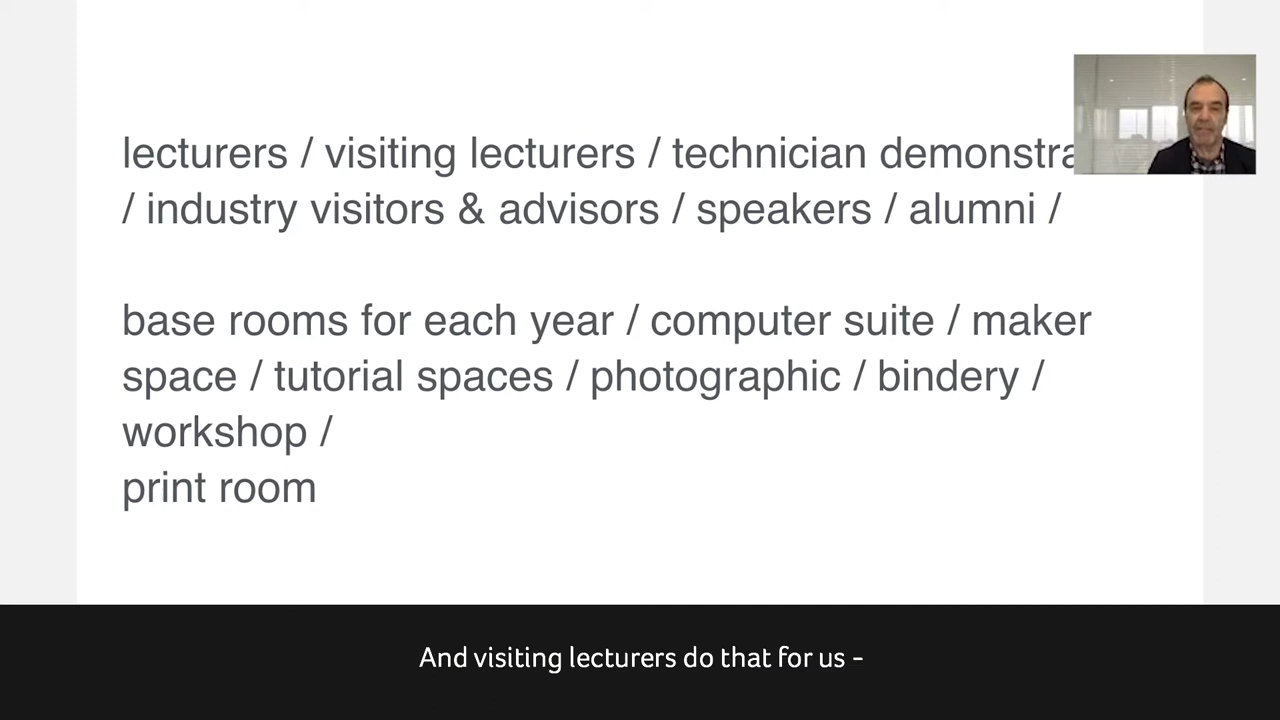 lecturers / visiting lecturers / technician
/ industry visitors & advisors / speakers / alumni /
base rooms for each year / computer suite / maker
space / tutorial spaces / photographic / bindery /
workshop /
print room
And visiting lecturers do that for us -